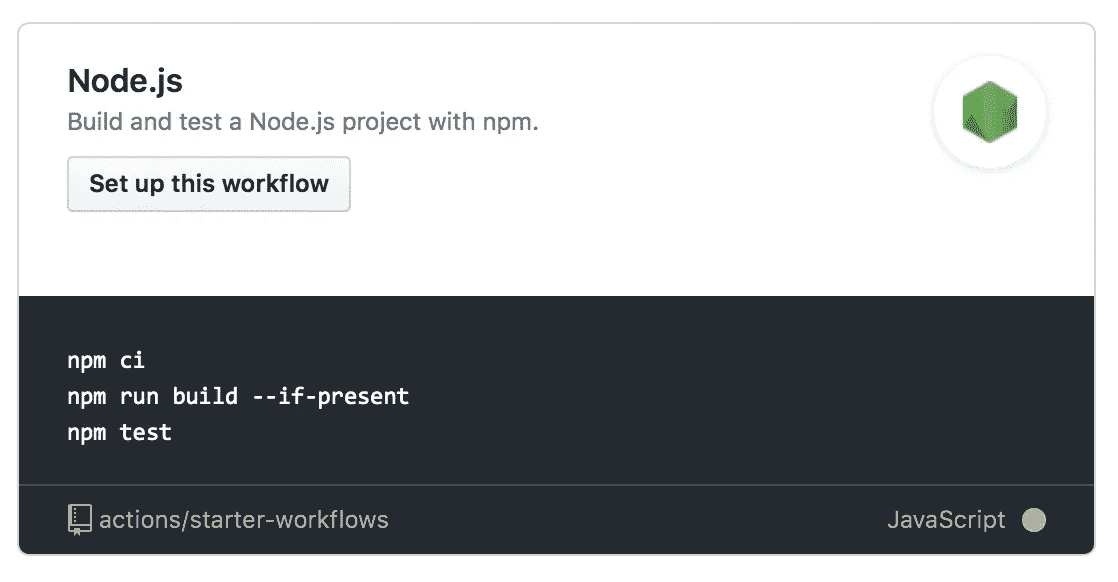 Node.js
Build and test a Node.js project with npm.
Set up this workflow
npm ci
npm run build --if-present
npm test
actions/starter-workflows
JavaScript